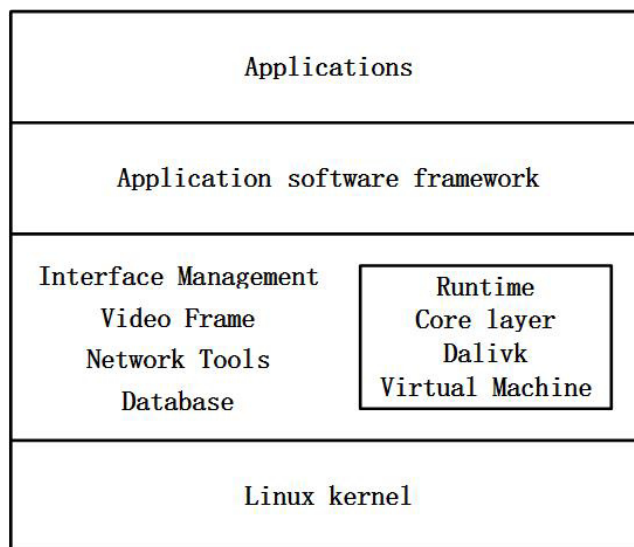 Applications
Application software framework
Interface Management
Video Frame
Network Tools
Database
Runtime
Core layer
Dalivk
Virtual Machine
Linux kernel